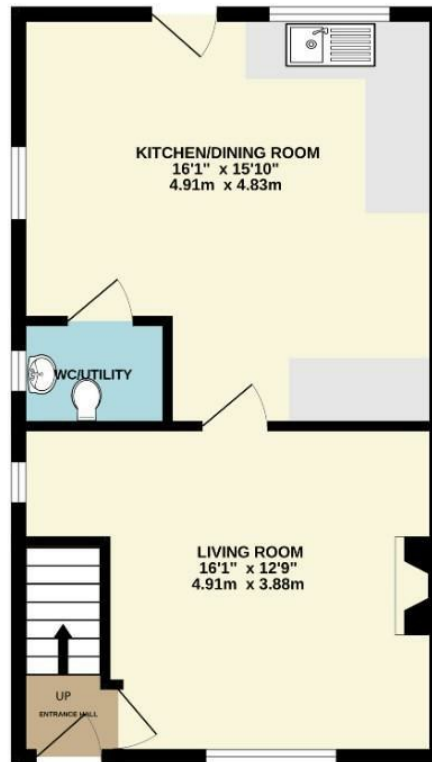 KITCHEN/DINING ROOM
16'1" x 15'10"
4.91m x 4.83m
WC/UTILITY
LIVING ROOM
16'1" x 12'9"
4.91m x 3.88m
UP
ENTRANCE HALL